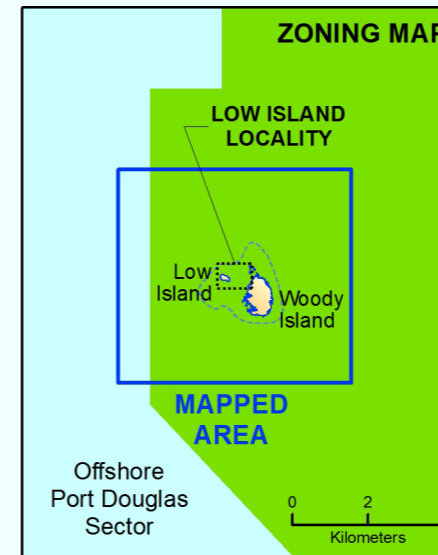 ZONING MAP
LOW ISLAND
LOCALITY
Low
Island
Woody
Island
MAPPED
AREA
Offshore
Port Douglas
Sector
0 2
Kilometers